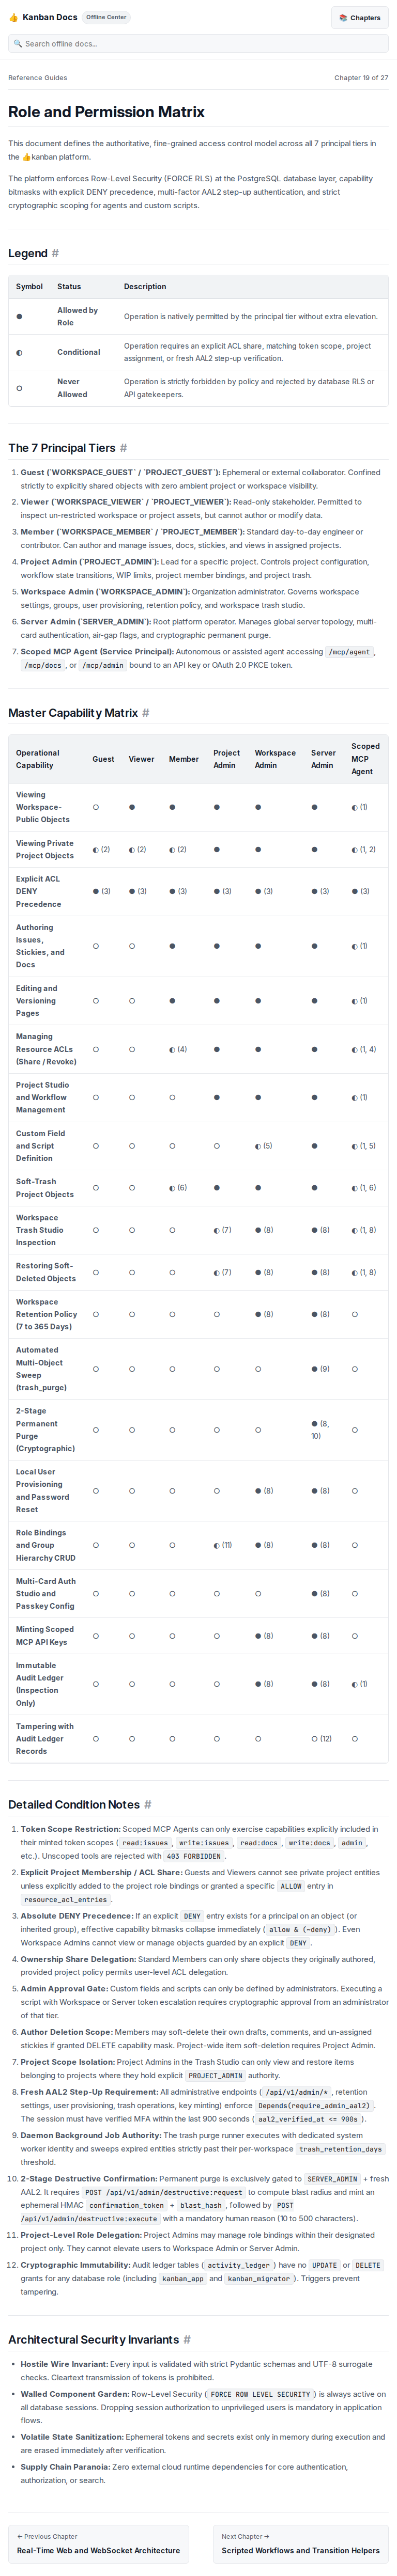 👍 Kanban Docs Offline Center
📚 Chapters
🔍 Search offline docs...
Reference Guides
Chapter 19 of 27
Role and Permission Matrix
This document defines the authoritative, fine-grained access control model across all 7 principal tiers in
the 👍kanban platform.
The platform enforces Row-Level Security (FORCE RLS) at the PostgreSQL database layer, capability
bitmasks with explicit DENY precedence, multi-factor AAL2 step-up authentication, and strict
cryptographic scoping for agents and custom scripts.
Legend #
Symbol Status Description
● Allowed by Role Operation is natively permitted by the principal tier without extra elevation.
◐ Conditional Operation requires an explicit ACL share, matching token scope, project
assignment, or fresh AAL2 step-up verification.
○ Never Allowed Operation is strictly forbidden by policy and rejected by database RLS or
API gatekeepers.
The 7 Principal Tiers #
1. Guest (`WORKSPACE_GUEST` / `PROJECT_GUEST`): Ephemeral or external collaborator. Confined
strictly to explicitly shared objects with zero ambient project or workspace visibility.
2. Viewer (`WORKSPACE_VIEWER` / `PROJECT_VIEWER`): Read-only stakeholder. Permitted to
inspect un-restricted workspace or project assets, but cannot author or modify data.
3. Member (`WORKSPACE_MEMBER` / `PROJECT_MEMBER`): Standard day-to-day engineer or
contributor. Can author and manage issues, docs, stickies, and views in assigned projects.
4. Project Admin (`PROJECT_ADMIN`): Lead for a specific project. Controls project configuration,
workflow state transitions, WIP limits, project member bindings, and project trash.
5. Workspace Admin (`WORKSPACE_ADMIN`): Organization administrator. Governs workspace
settings, groups, user provisioning, retention policy, and workspace trash studio.
6. Server Admin (`SERVER_ADMIN`): Root platform operator. Manages global server topology, multi-
card authentication, air-gap flags, and cryptographic permanent purge.
7. Scoped MCP Agent (Service Principal): Autonomous or assisted agent accessing /mcp/agent ,
/mcp/docs , or /mcp/admin bound to an API key or OAuth 2.0 PKCE token.
Master Capability Matrix #
Operational Capability Guest Viewer Member Project Admin Workspace Admin Server Admin Scoped MCP Agent
Viewing Workspace-Public Objects ○ ● ● ● ● ● ◐ (1)
Viewing Private Project Objects ◐ (2) ◐ (2) ◐ (2) ● ● ● ◐ (1, 2)
Explicit ACL DENY Precedence ● (3) ● (3) ● (3) ● (3) ● (3) ● (3) ● (3)
Authoring Issues, Stickies, and Docs ○ ○ ● ● ● ● ◐ (1)
Editing and Versioning Pages ○ ○ ● ● ● ● ◐ (1)
Managing Resource ACLs (Share / Revoke) ○ ○ ◐ (4) ● ● ● ◐ (1, 4)
Project Studio and Workflow Management ○ ○ ○ ● ● ● ◐ (1)
Custom Field and Script Definition ○ ○ ○ ○ ◐ (5) ● ◐ (1, 5)
Soft-Trash Project Objects ○ ○ ◐ (6) ● ● ● ◐ (1, 6)
Workspace Trash Studio Inspection ○ ○ ○ ◐ (7) ● (8) ● (8) ◐ (1, 8)
Restoring Soft-Deleted Objects ○ ○ ○ ◐ (7) ● (8) ● (8) ◐ (1, 8)
Workspace Retention Policy (7 to 365 Days) ○ ○ ○ ○ ● (8) ● (8) ○
Automated Multi-Object Sweep (trash_purge) ○ ○ ○ ○ ○ ● (9) ○
2-Stage Permanent Purge (Cryptographic) ○ ○ ○ ○ ○ ● (8, 10) ○
Local User Provisioning and Password Reset ○ ○ ○ ○ ● (8) ● (8) ○
Role Bindings and Group Hierarchy CRUD ○ ○ ○ ◐ (11) ● (8) ● (8) ○
Multi-Card Auth Studio and Passkey Config ○ ○ ○ ○ ○ ● (8) ○
Minting Scoped MCP API Keys ○ ○ ○ ○ ● (8) ● (8) ○
Immutable Audit Ledger (Inspection Only) ○ ○ ○ ○ ● (8) ● (8) ◐ (1)
Tampering with Audit Ledger Records ○ ○ ○ ○ ○ ○ (12) ○
Detailed Condition Notes #
1. Token Scope Restriction: Scoped MCP Agents can only exercise capabilities explicitly included in
their minted token scopes ( read:issues , write:issues , read:docs , write:docs , admin ,
etc.). Unscoped tools are rejected with 403 FORBIDDEN .
2. Explicit Project Membership / ACL Share: Guests and Viewers cannot see private project entities
unless explicitly added to the project role bindings or granted a specific ALLOW entry in
resource_acl_entries .
3. Absolute DENY Precedence: If an explicit DENY entry exists for a principal on an object (or
inherited group), effective capability bitmasks collapse immediately ( allow & (~deny) ). Even
Workspace Admins cannot view or manage objects guarded by an explicit DENY .
4. Ownership Share Delegation: Standard Members can only share objects they originally authored,
provided project policy permits user-level ACL delegation.
5. Admin Approval Gate: Custom fields and scripts can only be defined by administrators. Executing a
script with Workspace or Server token escalation requires cryptographic approval from an administrator
of that tier.
6. Author Deletion Scope: Members may soft-delete their own drafts, comments, and un-assigned
stickies if granted DELETE capability mask. Project-wide item soft-deletion requires Project Admin.
7. Project Scope Isolation: Project Admins in the Trash Studio can only view and restore items
belonging to projects where they hold explicit PROJECT_ADMIN authority.
8. Fresh AAL2 Step-Up Requirement: All administrative endpoints ( /api/v1/admin/* , retention
settings, user provisioning, trash operations, key minting) enforce Depends(require_admin_aal2) .
The session must have verified MFA within the last 900 seconds ( aal2_verified_at <= 900s ).
9. Daemon Background Job Authority: The trash purge runner executes with dedicated system
worker identity and sweeps expired entities strictly past their per-workspace trash_retention_days
threshold.
10. 2-Stage Destructive Confirmation: Permanent purge is exclusively gated to SERVER_ADMIN + fresh
AAL2. It requires POST /api/v1/admin/destructive:request to compute blast radius and mint an
ephemeral HMAC confirmation_token + blast_hash , followed by POST
/api/v1/admin/destructive:execute with a mandatory human reason (10 to 500 characters).
11. Project-Level Role Delegation: Project Admins may manage role bindings within their designated
project only. They cannot elevate users to Workspace Admin or Server Admin.
12. Cryptographic Immutability: Audit ledger tables ( activity_ledger ) have no UPDATE or DELETE
grants for any database role (including kanban_app and kanban_migrator ). Triggers prevent
tampering.
Architectural Security Invariants #
• Hostile Wire Invariant: Every input is validated with strict Pydantic schemas and UTF-8 surrogate
checks. Cleartext transmission of tokens is prohibited.
• Walled Component Garden: Row-Level Security ( FORCE ROW LEVEL SECURITY ) is always active on
all database sessions. Dropping session authorization to unprivileged users is mandatory in application
flows.
• Volatile State Sanitization: Ephemeral tokens and secrets exist only in memory during execution and
are erased immediately after verification.
• Supply Chain Paranoia: Zero external cloud runtime dependencies for core authentication,
authorization, or search.
← Previous Chapter
Real-Time Web and WebSocket Architecture
Next Chapter →
Scripted Workflows and Transition Helpers